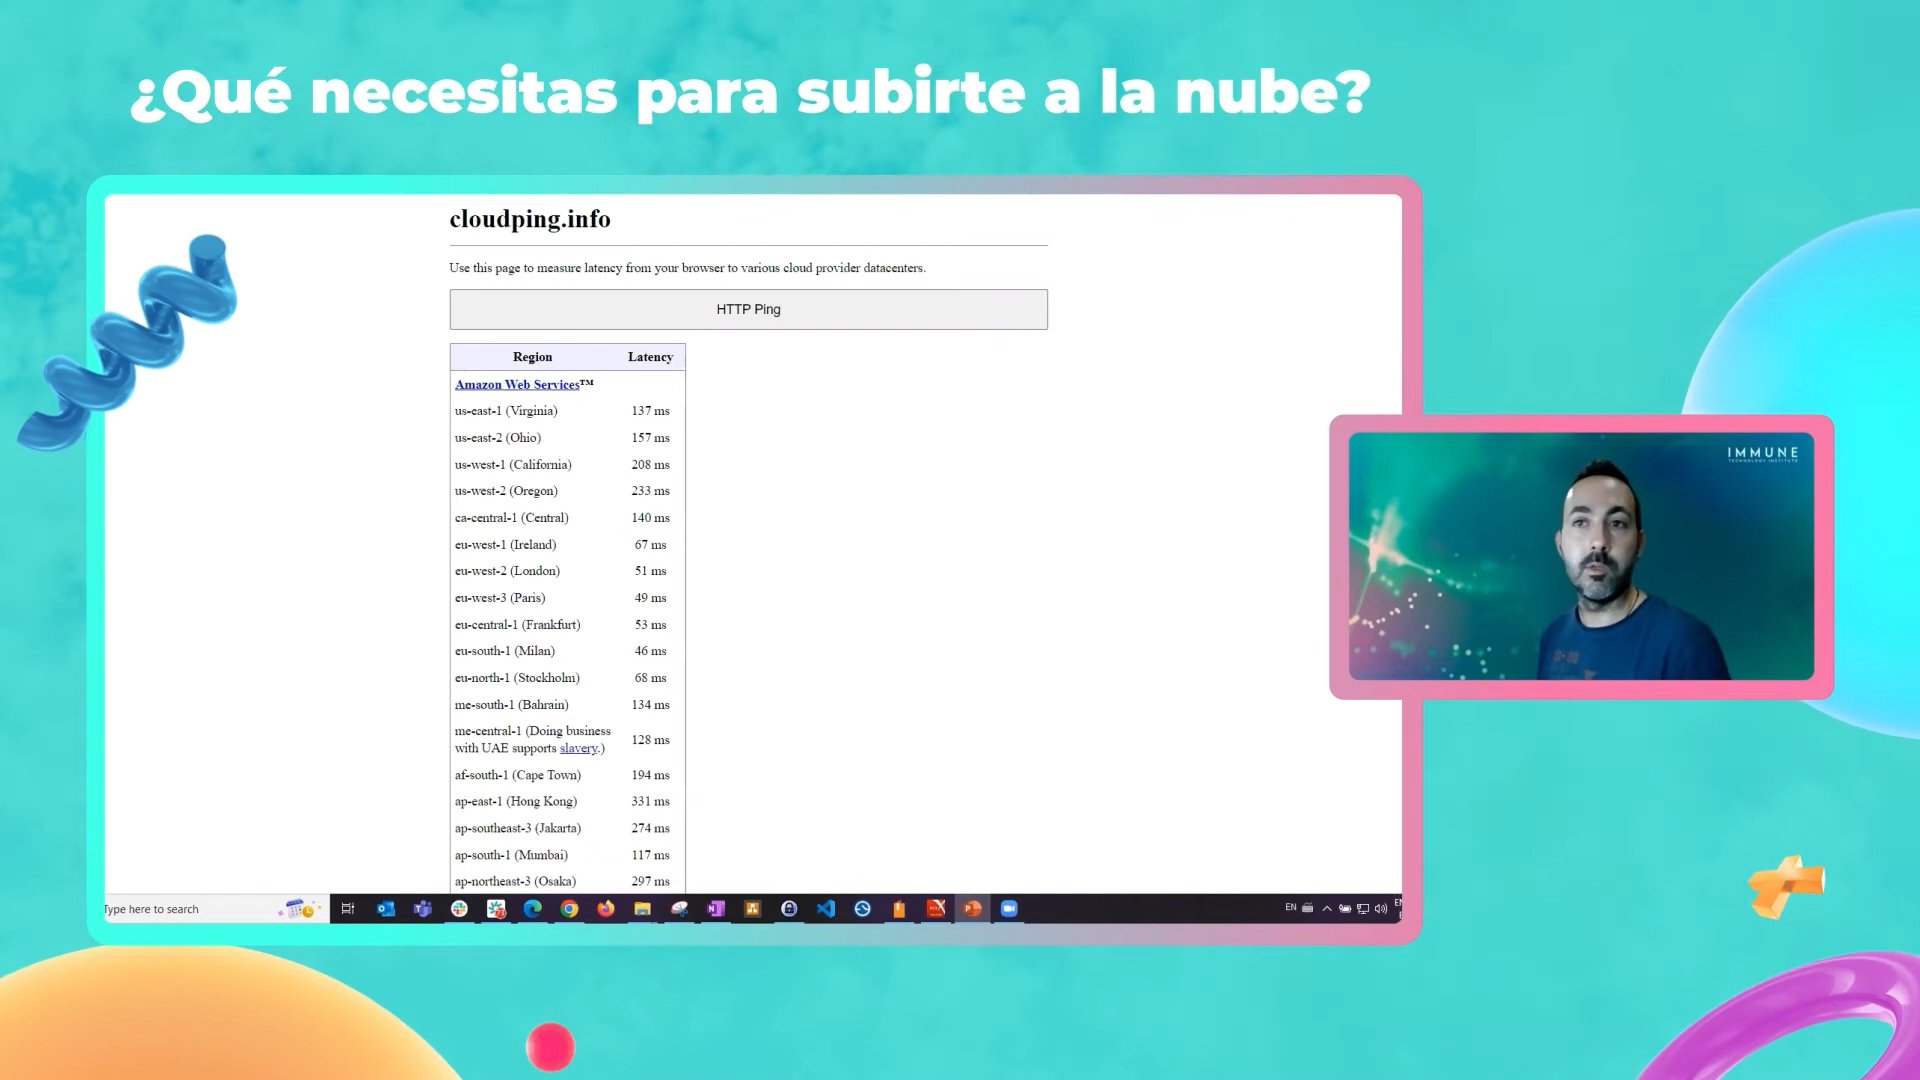 ¿Qué necesitas para subirte a la nube?
cloudping.info
Use this page to measure latency from your browser to various cloud provider datacenters.
HTTP Ping
Region Latency
Amazon Web Services™
us-east-1 (Virginia) 137 ms
us-east-2 (Ohio) 157 ms
us-west-1 (California) 208 ms
us-west-2 (Oregon) 233 ms
ca-central-1 (Central) 140 ms
eu-west-1 (Ireland) 67 ms
eu-west-2 (London) 51 ms
eu-west-3 (Paris) 49 ms
eu-central-1 (Frankfurt) 53 ms
eu-south-1 (Milan) 46 ms
eu-north-1 (Stockholm) 68 ms
me-south-1 (Bahrain) 134 ms
me-central-1 (Doing business
with UAE supports slavery.) 128 ms
af-south-1 (Cape Town) 194 ms
ap-east-1 (Hong Kong) 331 ms
ap-southeast-3 (Jakarta) 274 ms
ap-south-1 (Mumbai) 117 ms
ap-northeast-3 (Osaka) 297 ms
IMMUNE
TECHNOLOGY INSTITUTE
Type here to search
EN